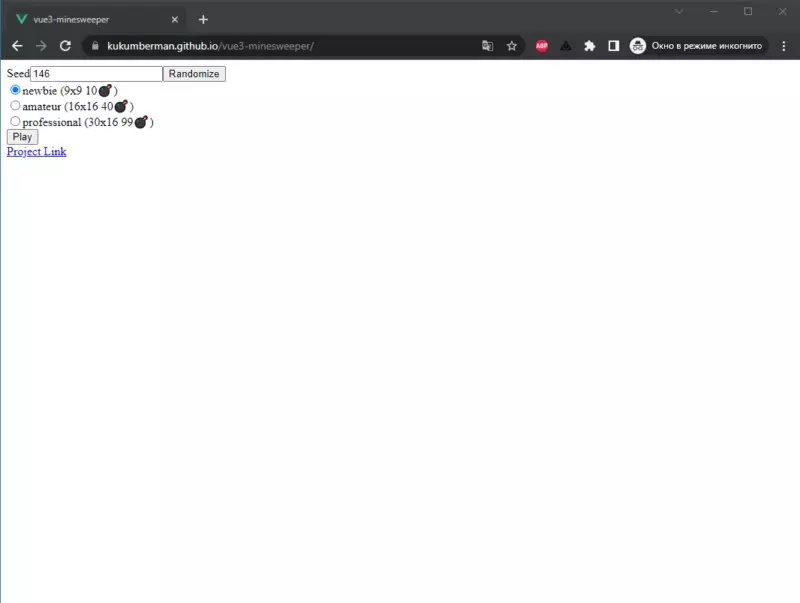 vue3-minesweeper
kukumberman.github.io/vue3-minesweeper/
ABP
Окно в режиме инкогнито
Seed 146 Randomize
newbie (9x9 10💣)
amateur (16x16 40💣)
professional (30x16 99💣)
Play
Project Link